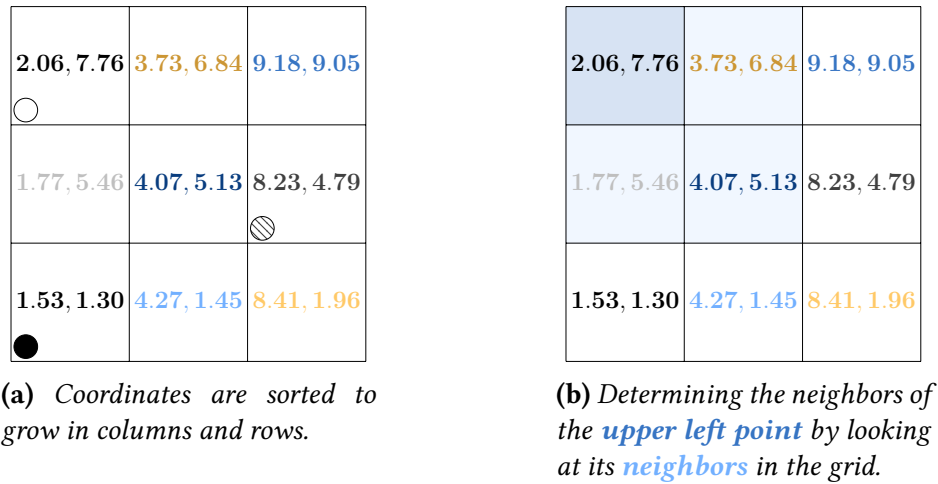 2.06, 7.76 3.73, 6.84 9.18, 9.05
1.77, 5.46 4.07, 5.13 8.23, 4.79
1.53, 1.30 4.27, 1.45 8.41, 1.96
(a) Coordinates are sorted to
grow in columns and rows.
2.06, 7.76 3.73, 6.84 9.18, 9.05
1.77, 5.46 4.07, 5.13 8.23, 4.79
1.53, 1.30 4.27, 1.45 8.41, 1.96
(b) Determining the neighbors of
the upper left point by looking
at its neighbors in the grid.